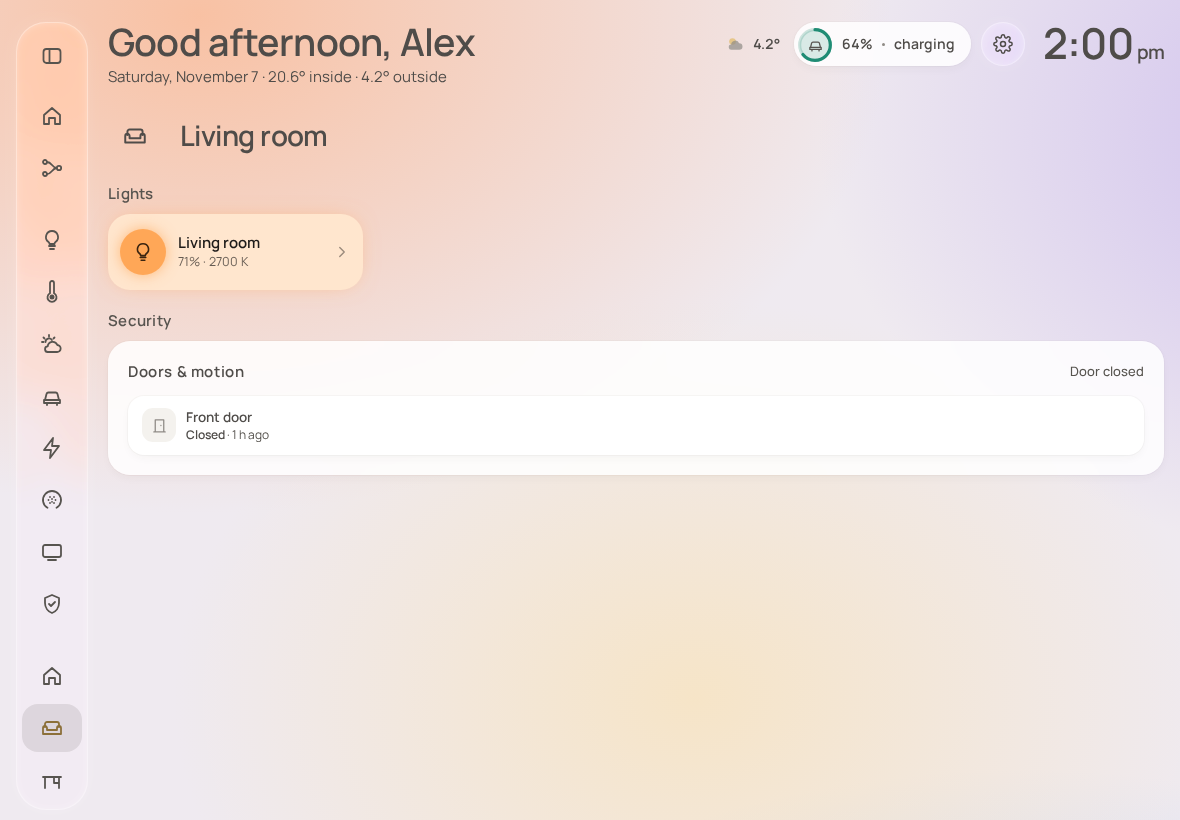 Good afternoon, Alex
Saturday, November 7 · 20.6° inside · 4.2° outside
4.2°
64% • charging
2:00 pm
Living room
Lights
Living room
71% · 2700 K
Security
Doors & motion
Door closed
Front door
Closed · 1 h ago